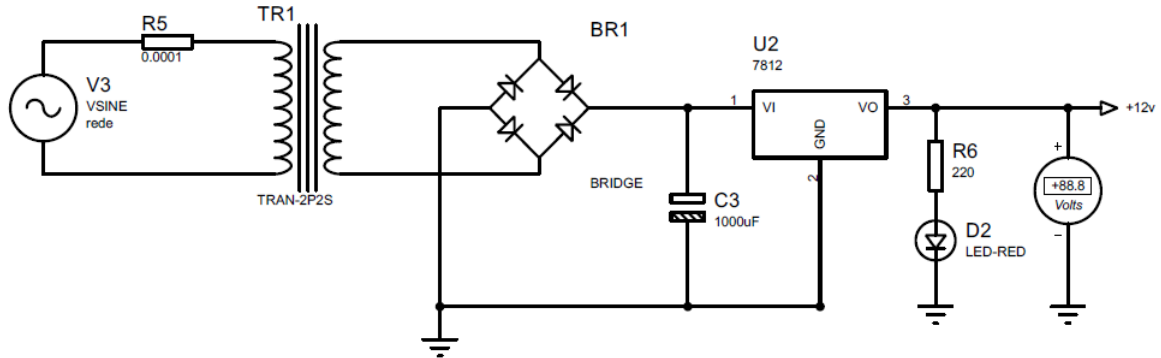 TR1
R5
0.0001
V3
VSINE
rede
TRAN-2P2S
BR1
BRIDGE
C3
1000uF
U2
7812
1
VI
VO
3
GND
2
R6
220
D2
LED-RED
+12v
+
+88.8
Volts
−